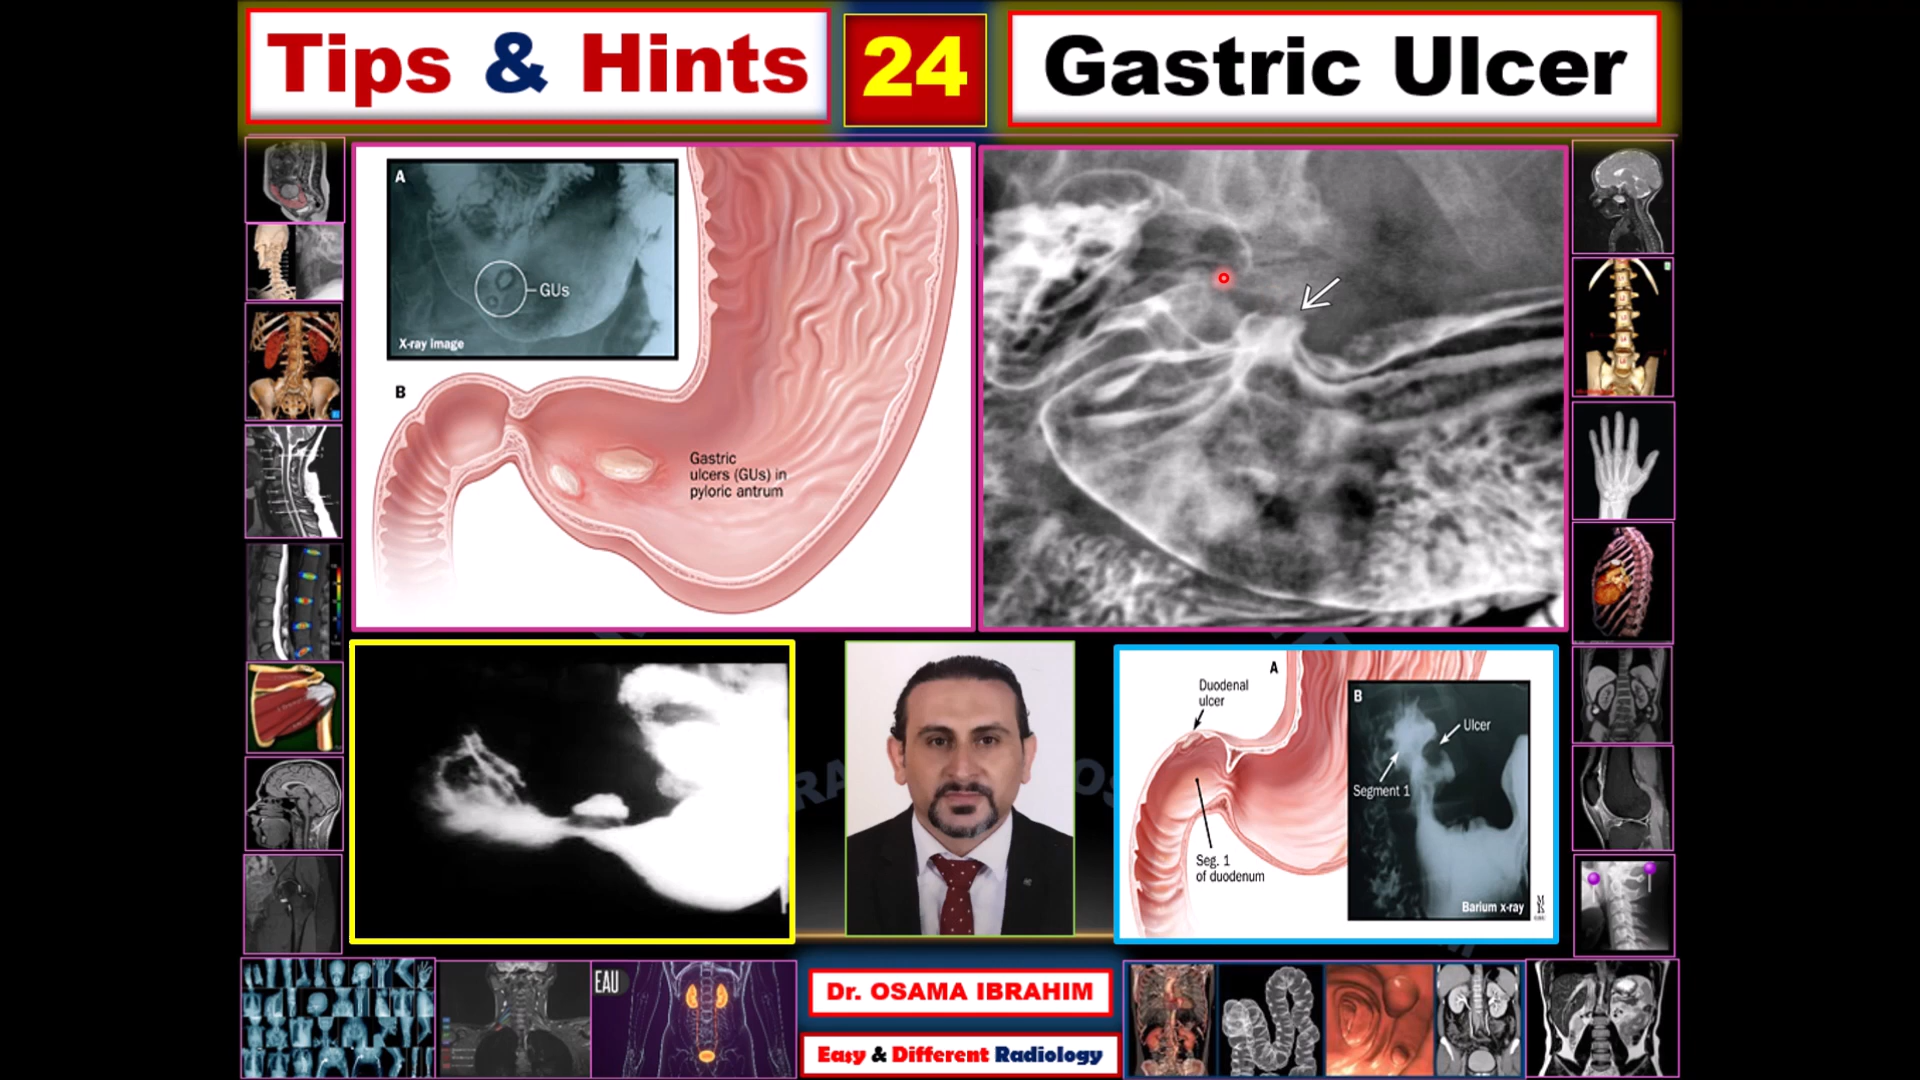 Tips & Hints
24
Gastric Ulcer
A
GUs
X-ray image
B
Gastric
ulcers (GUs) in
pyloric antrum
A
Duodenal
ulcer
Seg. 1
of duodenum
B
Ulcer
Segment 1
Barium x-ray
EAU
Dr. OSAMA IBRAHIM
Easy & Different Radiology